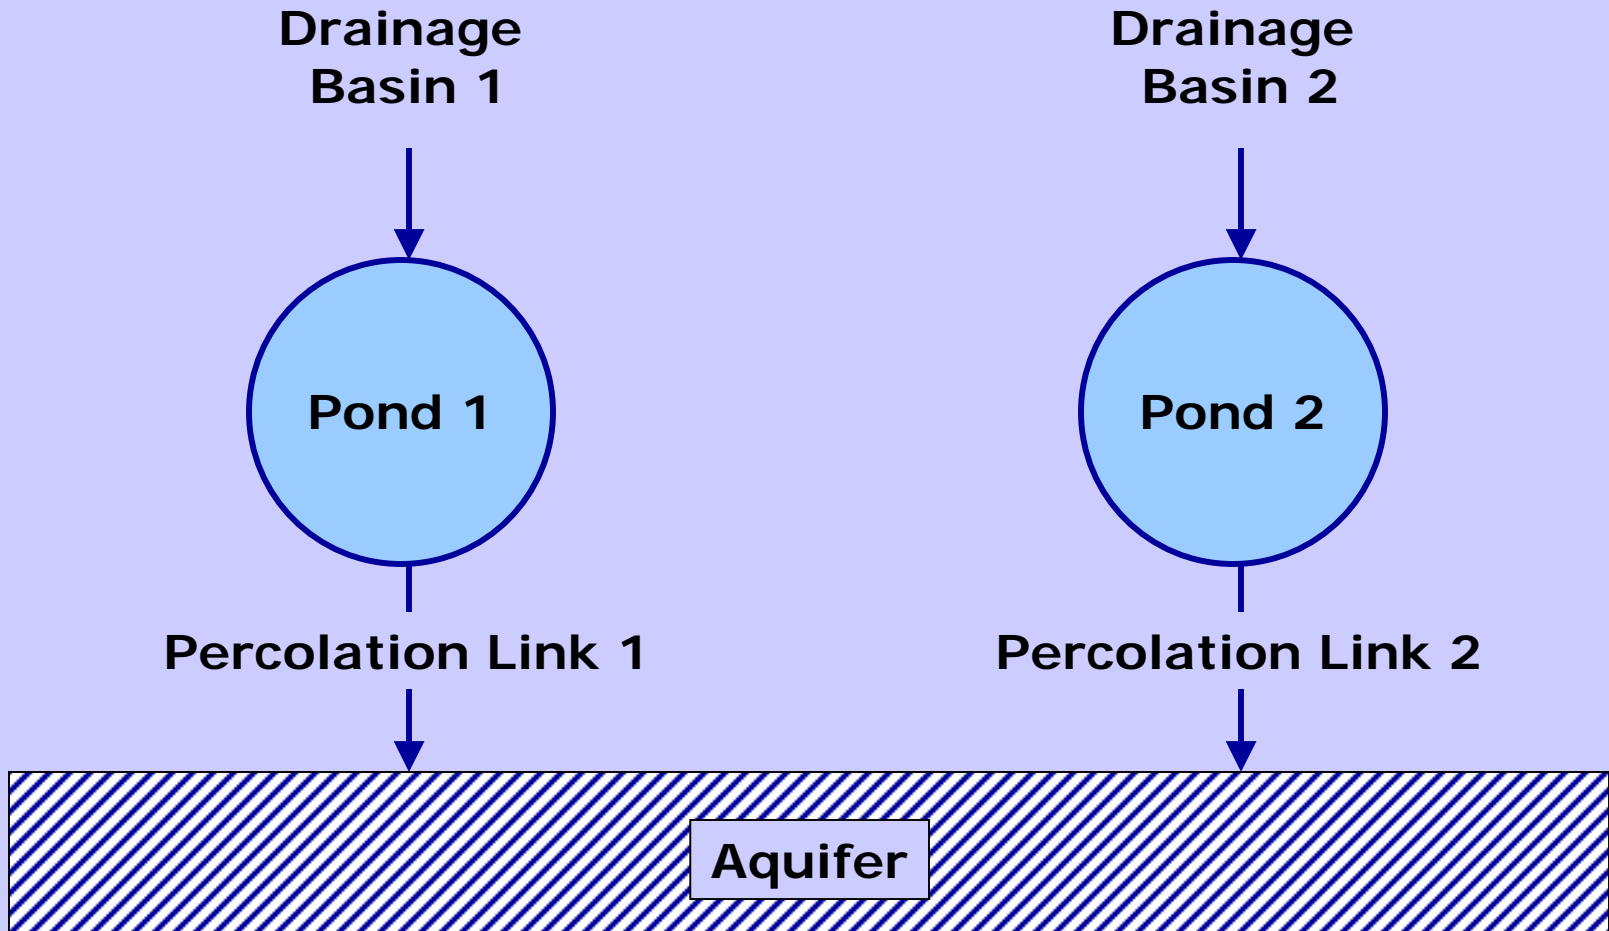 Drainage
Basin 1
Drainage
Basin 2
Pond 1
Pond 2
Percolation Link 1
Percolation Link 2
Aquifer